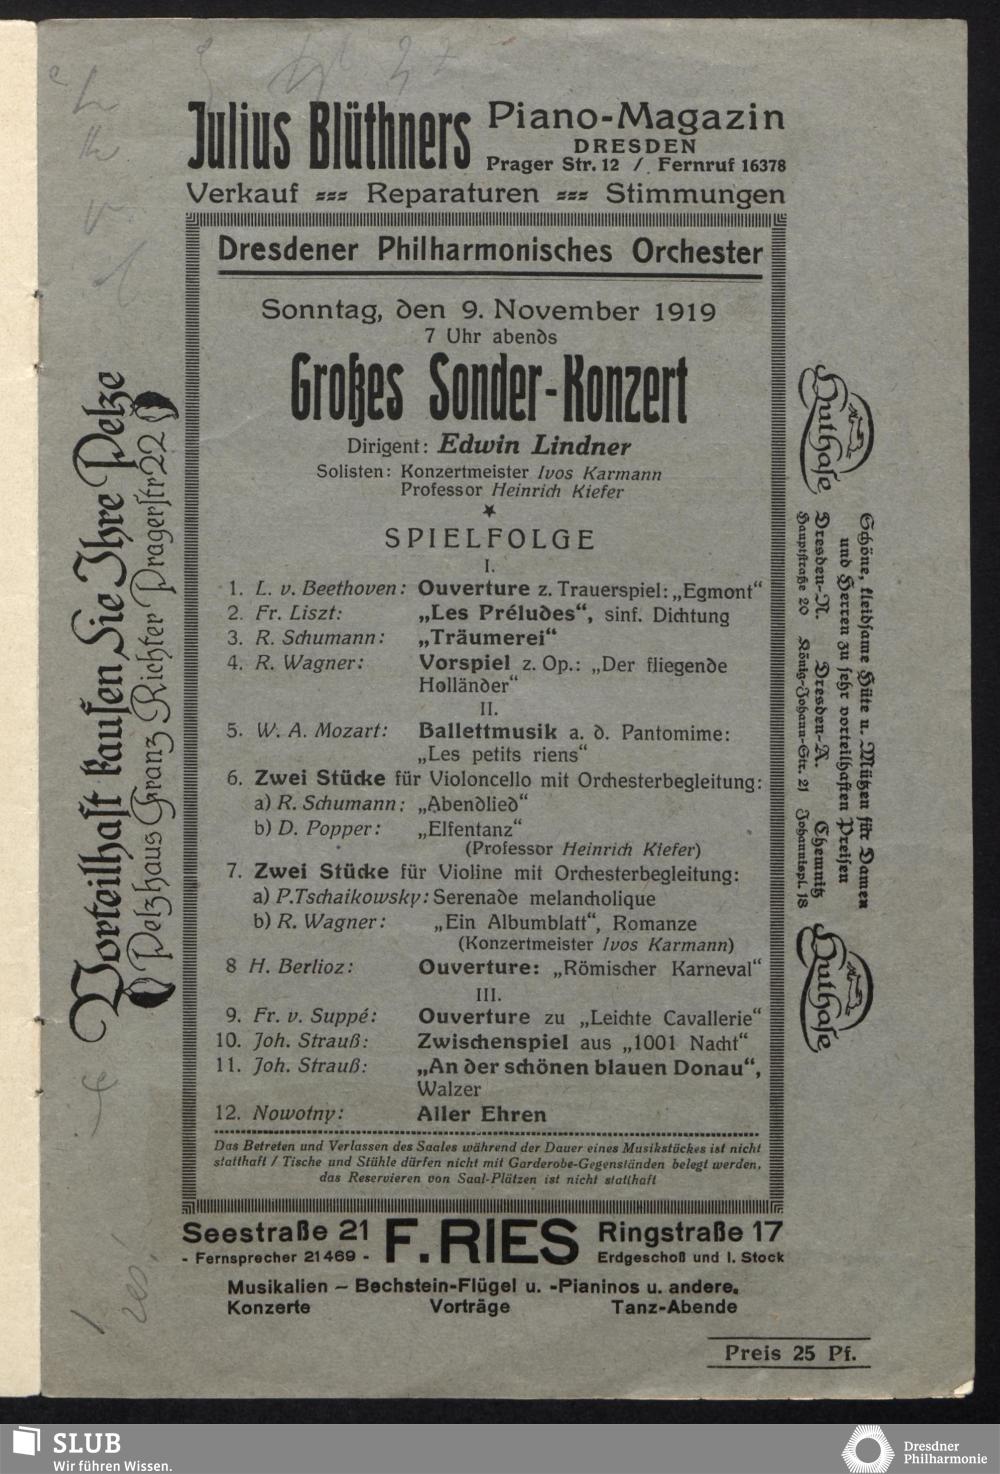 Julius Blüthners Piano-Magazin
DRESDEN
Prager Str. 12 / Fernruf 16378
Verkauf Reparaturen Stimmungen
Dresdener Philharmonisches Orchester
Sonntag, den 9. November 1919
7 Uhr abends
Großes Sonder-Konzert
Dirigent: Edwin Lindner
Solisten: Konzertmeister Ivos Karmann
Professor Heinrich Kiefer
SPIELFOLGE
I.
1. L. v. Beethoven: Ouverture z. Trauerspiel: „Egmont“
2. Fr. Liszt: „Les Préludes“, sinf. Dichtung
3. R. Schumann: „Träumerei“
4. R. Wagner: Vorspiel z. Op.: „Der fliegende
Holländer“
II.
5. W. A. Mozart: Ballettmusik a. d. Pantomime:
„Les petits riens“
6. Zwei Stücke für Violoncello mit Orchesterbegleitung:
a) R. Schumann: „Abendlied“
b) D. Popper: „Elfentanz“
(Professor Heinrich Kiefer)
7. Zwei Stücke für Violine mit Orchesterbegleitung:
a) P. Tschaikowsky: Serenade melancholique
b) R. Wagner: „Ein Albumblatt“, Romanze
(Konzertmeister Ivos Karmann)
8 H. Berlioz: Ouverture: „Römischer Karneval“
III.
9. Fr. v. Suppé: Ouverture zu „Leichte Cavallerie“
10. Joh. Strauß: Zwischenspiel aus „1001 Nacht“
11. Joh. Strauß: „An der schönen blauen Donau“,
Walzer
12. Nowotny: Aller Ehren
Das Betreten und Verlassen des Saales während der Dauer eines Musikstückes ist nicht
statthaft / Tische und Stühle dürfen nicht mit Garderobe-Gegenständen belegt werden,
das Reservieren von Saal-Plätzen ist nicht statthaft
Vorteilhaft kaufen Sie Ihre Pelze
Pelzhaus Franz Richter Pragerstr 22
Huthase
Schöne, kleidsame Hüte u. Mützen für Damen
und Herren zu sehr vorteilhaften Preisen
Dresden-N. Dresden-A. Chemnitz
Hauptstraße 20 König-Johann-Str. 21 Johannispl. 18
Huthase
Seestraße 21 F. RIES Ringstraße 17
- Fernsprecher 21469 - Erdgeschoß und I. Stock
Musikalien – Bechstein-Flügel u. -Pianinos u. andere.
Konzerte Vorträge Tanz-Abende
Preis 25 Pf.
SLUB
Wir führen Wissen.
Dresdner
Philharmonie